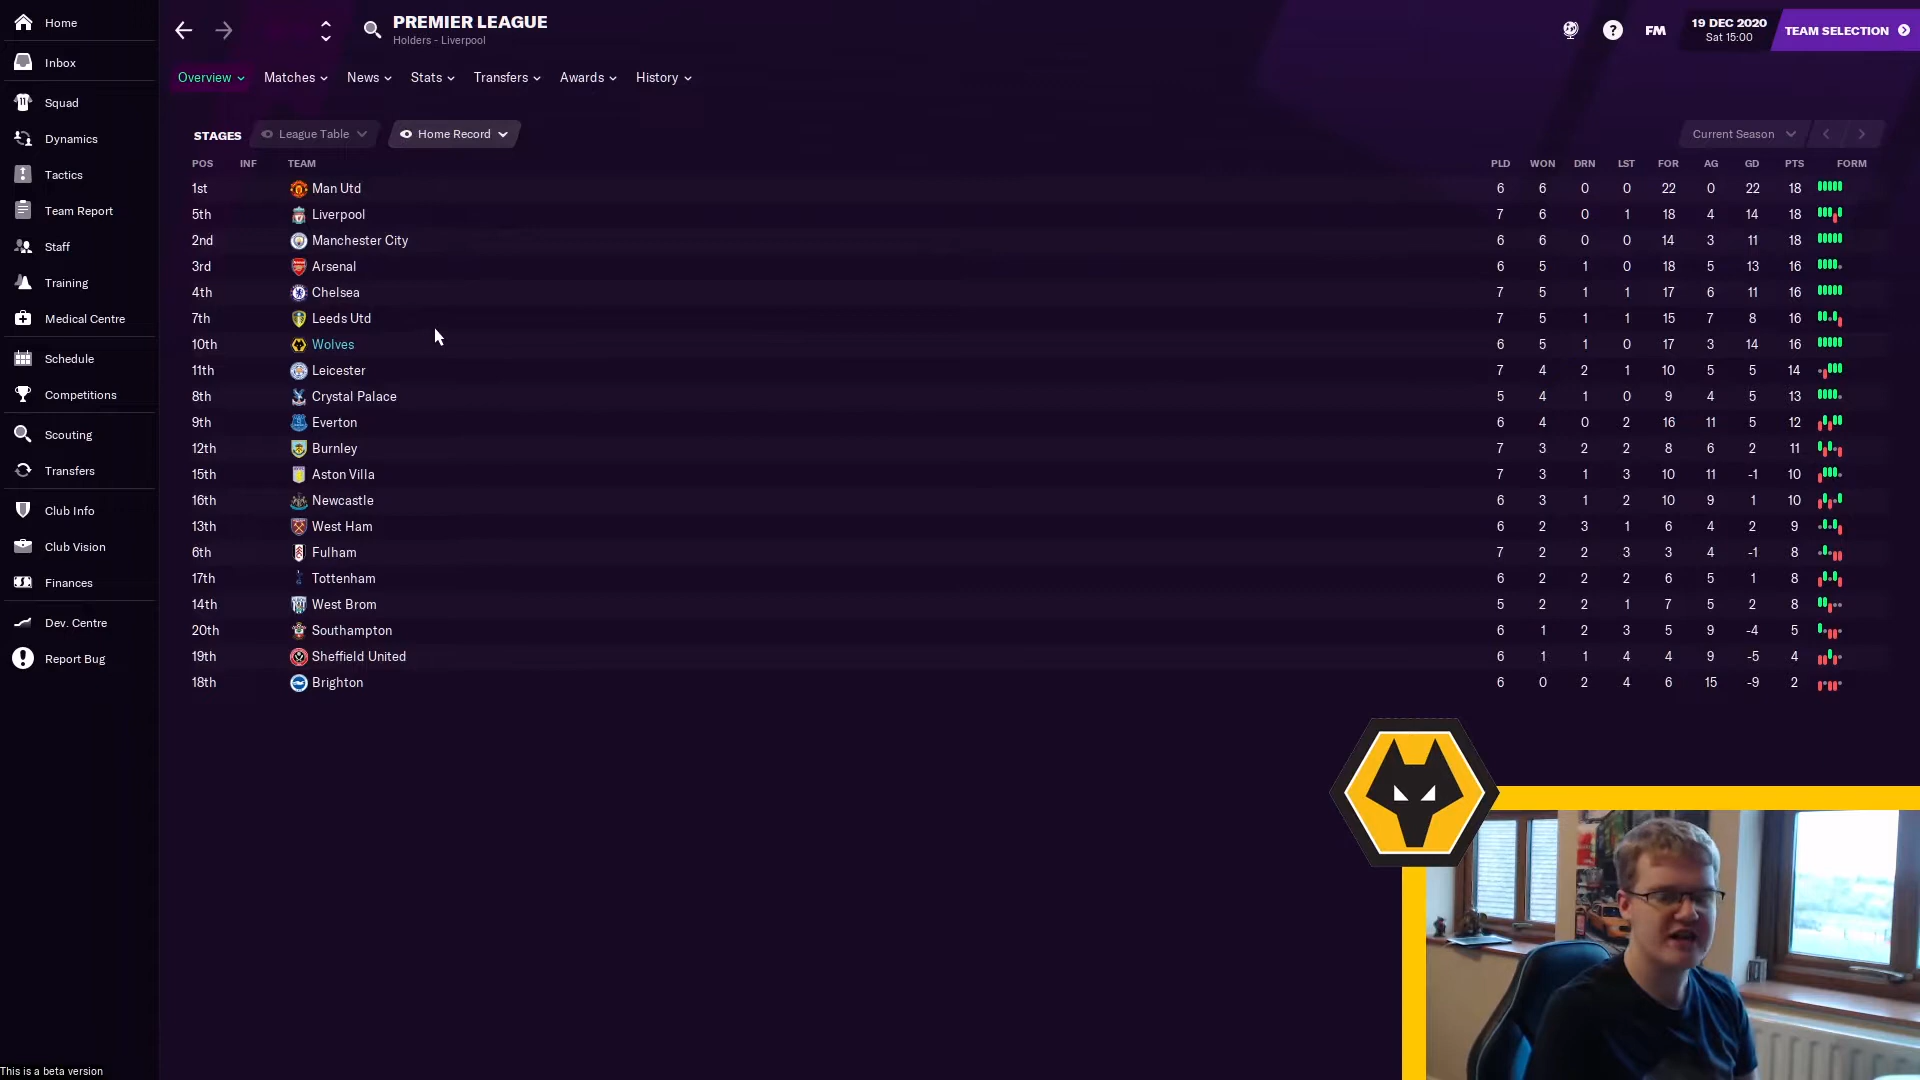 Home
Inbox
Squad
Dynamics
Tactics
Team Report
Staff
Training
Medical Centre
Schedule
Competitions
Scouting
Transfers
Club Info
Club Vision
Finances
Dev. Centre
Report Bug
This is a beta version
PREMIER LEAGUE
Holders - Liverpool
? FM 19 DEC 2020 TEAM SELECTION
Sat 15:00
Overview Matches News Stats Transfers Awards History
STAGES League Table Home Record Current Season
POS INF TEAM PLD WON DRN LST FOR AG GD PTS FORM
1st Man Utd 6 6 0 0 22 0 22 18
5th Liverpool 7 6 0 1 18 4 14 18
2nd Manchester City 6 6 0 0 14 3 11 18
3rd Arsenal 6 5 1 0 18 5 13 16
4th Chelsea 7 5 1 1 17 6 11 16
7th Leeds Utd 7 5 1 1 15 7 8 16
10th Wolves 6 5 1 0 17 3 14 16
11th Leicester 7 4 2 1 10 5 5 14
8th Crystal Palace 5 4 1 0 9 4 5 13
9th Everton 6 4 0 2 16 11 5 12
12th Burnley 7 3 2 2 8 6 2 11
15th Aston Villa 7 3 1 3 10 11 -1 10
16th Newcastle 6 3 1 2 10 9 1 10
13th West Ham 6 2 3 1 6 4 2 9
6th Fulham 7 2 2 3 3 4 -1 8
17th Tottenham 6 2 2 2 6 5 1 8
14th West Brom 5 2 2 1 7 5 2 8
20th Southampton 6 1 2 3 5 9 -4 5
19th Sheffield United 6 1 1 4 4 9 -5 4
18th Brighton 6 0 2 4 6 15 -9 2